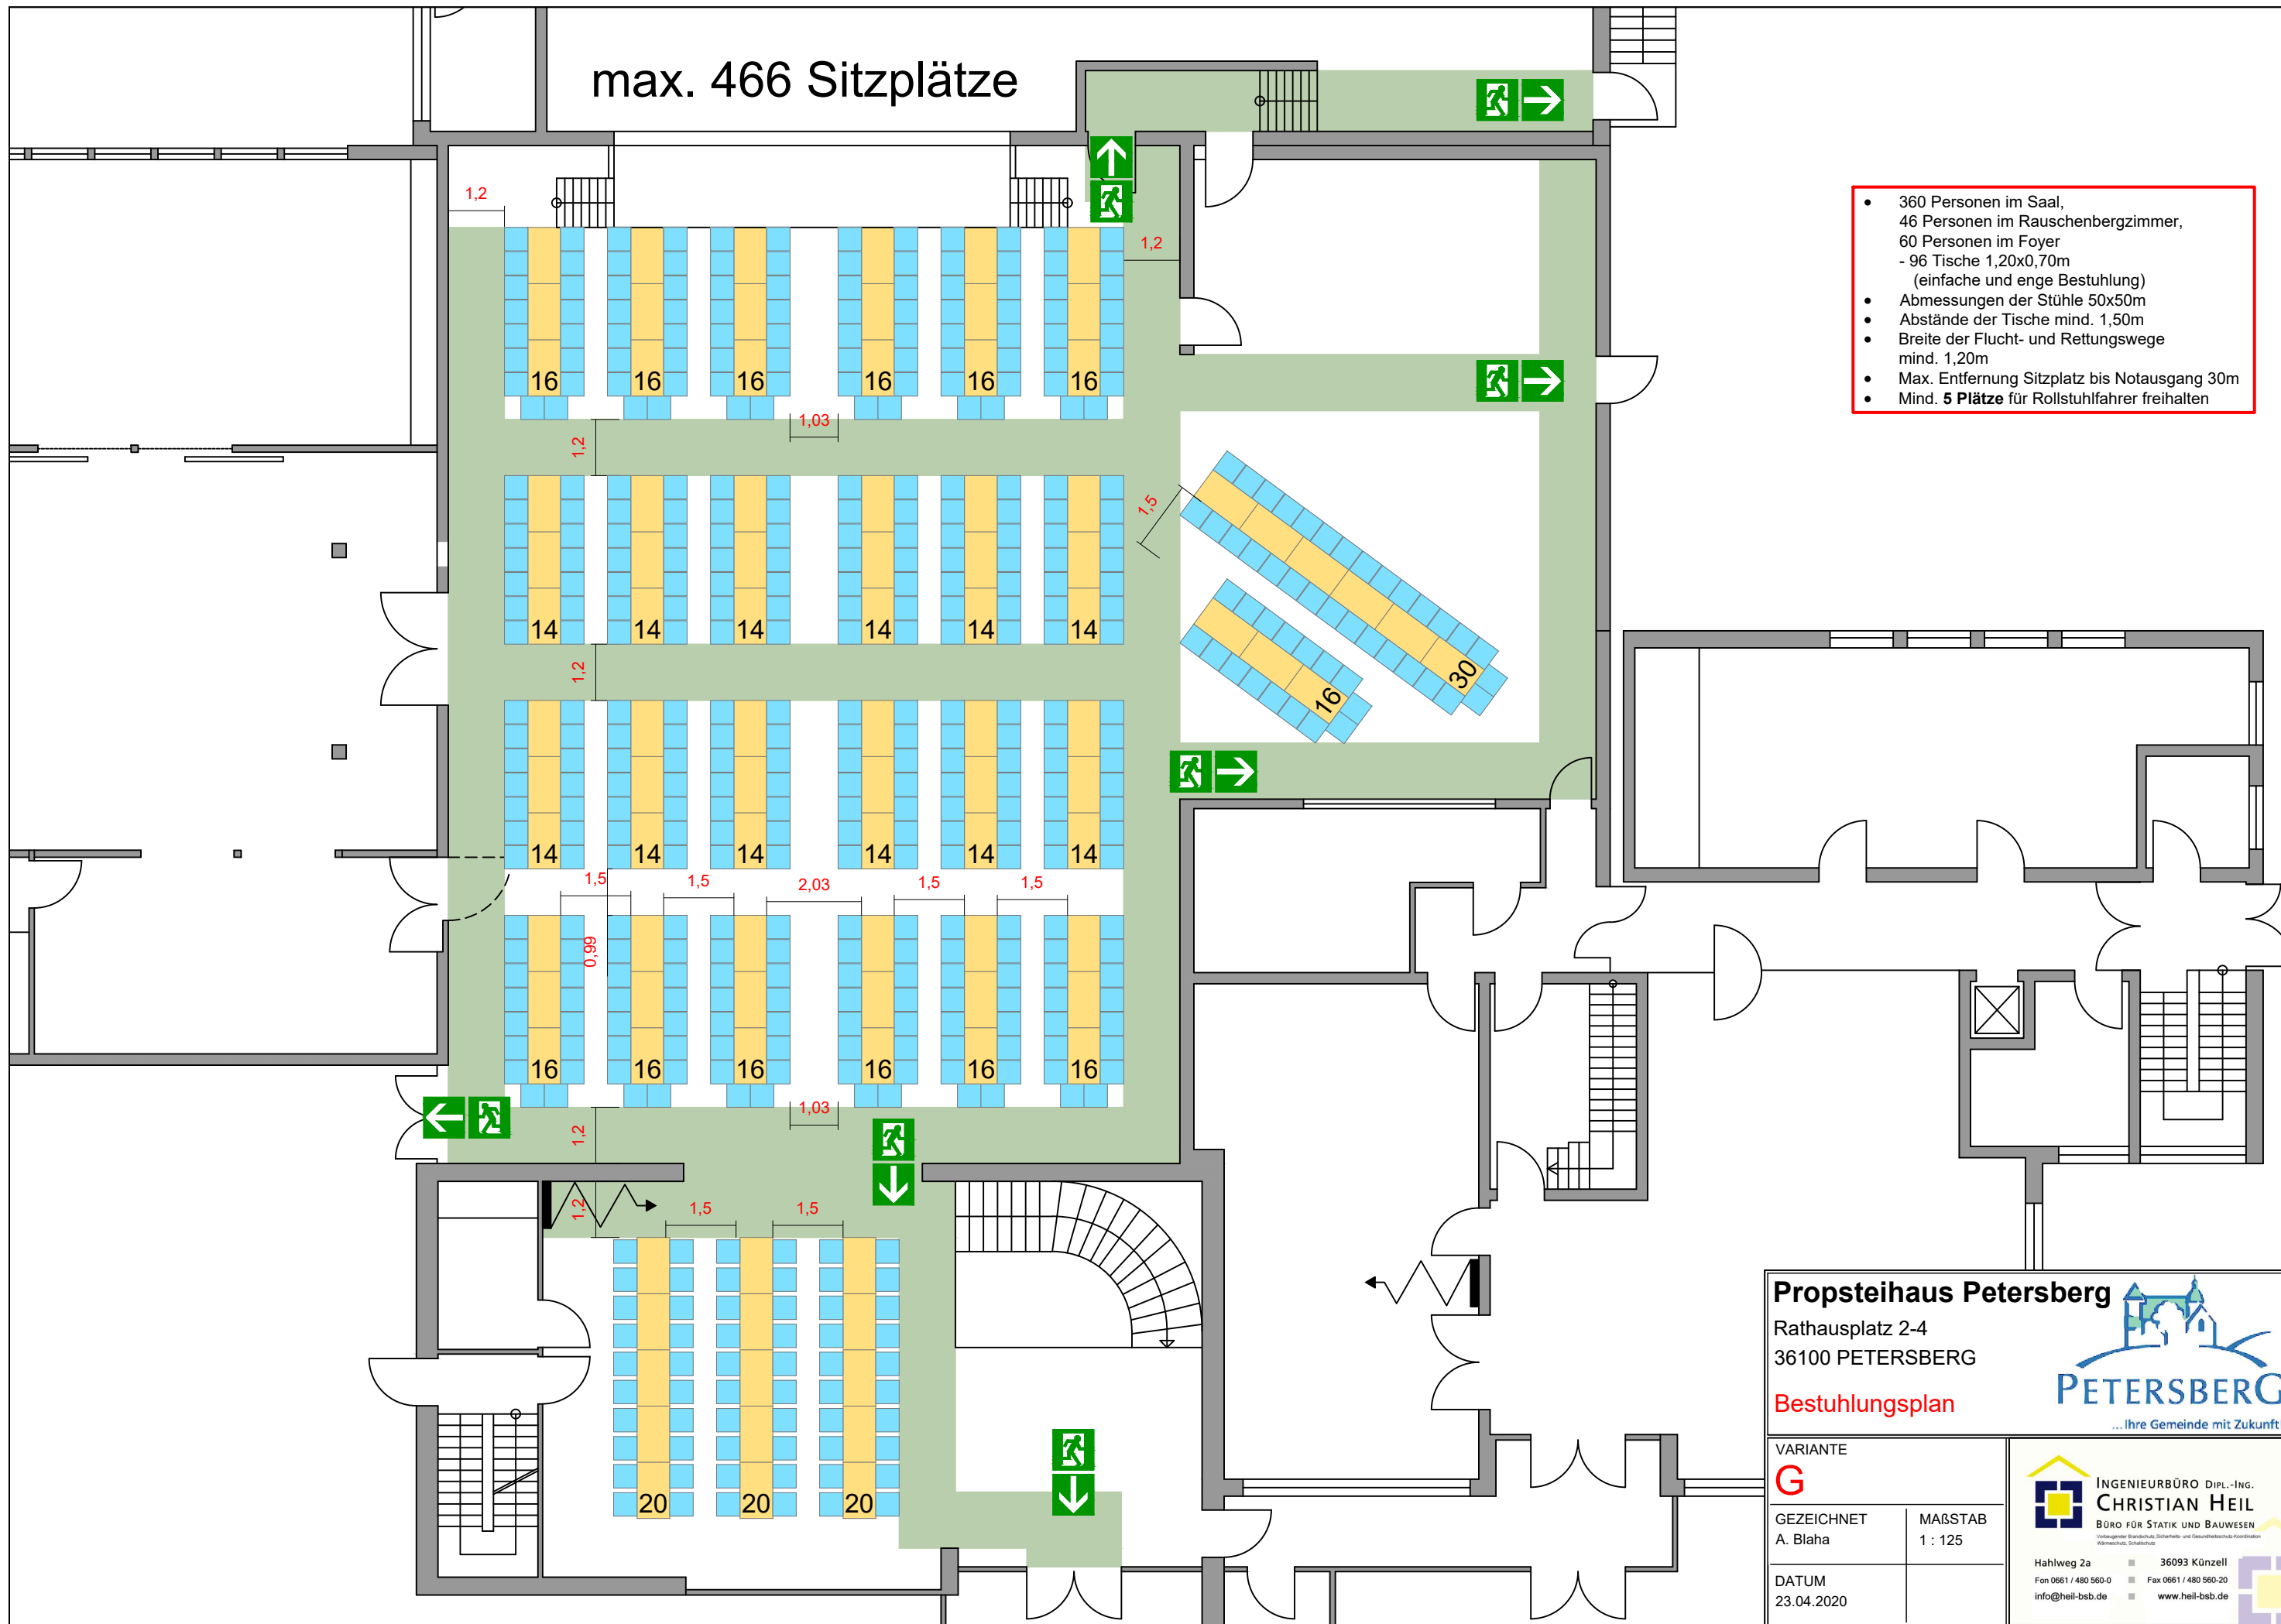 max. 466 Sitzplätze
1,2
1,2
• 360 Personen im Saal,
46 Personen im Rauschenbergzimmer,
60 Personen im Foyer
- 96 Tische 1,20x0,70m
(einfache und enge Bestuhlung)
• Abmessungen der Stühle 50x50m
• Abstände der Tische mind. 1,50m
• Breite der Flucht- und Rettungswege
mind. 1,20m
• Max. Entfernung Sitzplatz bis Notausgang 30m
• Mind. 5 Plätze für Rollstuhlfahrer freihalten
16 16 16 16 16 16
1,03
1,2
1,5
14 14 14 14 14 14
1,2
30
16
14 14 14 14 14 14
1,5 1,5 2,03 1,5 1,5
0,99
16 16 16 16 16 16
1,03
1,2
1,2
1,5 1,5
20 20 20
Propsteihaus Petersberg
Rathausplatz 2-4
36100 PETERSBERG
Bestuhlungsplan
PETERSBERG
...Ihre Gemeinde mit Zukunft
VARIANTE
G
GEZEICHNET
A. Blaha
MAßSTAB
1 : 125
DATUM
23.04.2020
INGENIEURBÜRO DIPL.-ING.
CHRISTIAN HEIL
BÜRO FÜR STATIK UND BAUWESEN
Vorbeugender Brandschutz, Sicherheits- und Gesundheitsschutz-Koordination
Wärmeschutz, Schallschutz
Hahlweg 2a 36093 Künzell
Fon 0661 / 480 560-0 Fax 0661 / 480 560-20
info@heil-bsb.de www.heil-bsb.de